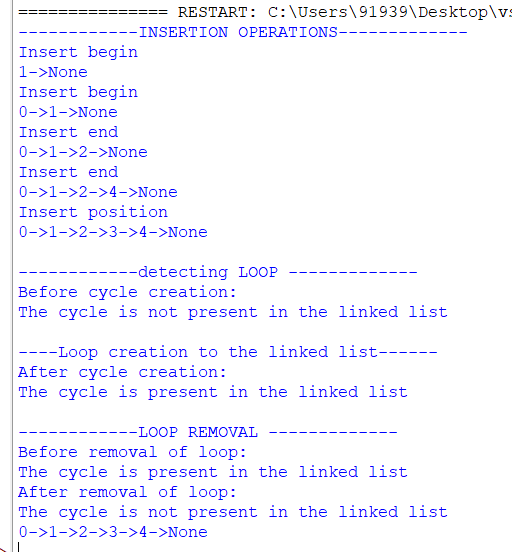 =============== RESTART: C:\Users\91939\Desktop\vs
------------INSERTION OPERATIONS-------------
Insert begin
1->None
Insert begin
0->1->None
Insert end
0->1->2->None
Insert end
0->1->2->4->None
Insert position
0->1->2->3->4->None
------------detecting LOOP -------------
Before cycle creation:
The cycle is not present in the linked list
----Loop creation to the linked list------
After cycle creation:
The cycle is present in the linked list
------------LOOP REMOVAL -------------
Before removal of loop:
The cycle is present in the linked list
After removal of loop:
The cycle is not present in the linked list
0->1->2->3->4->None